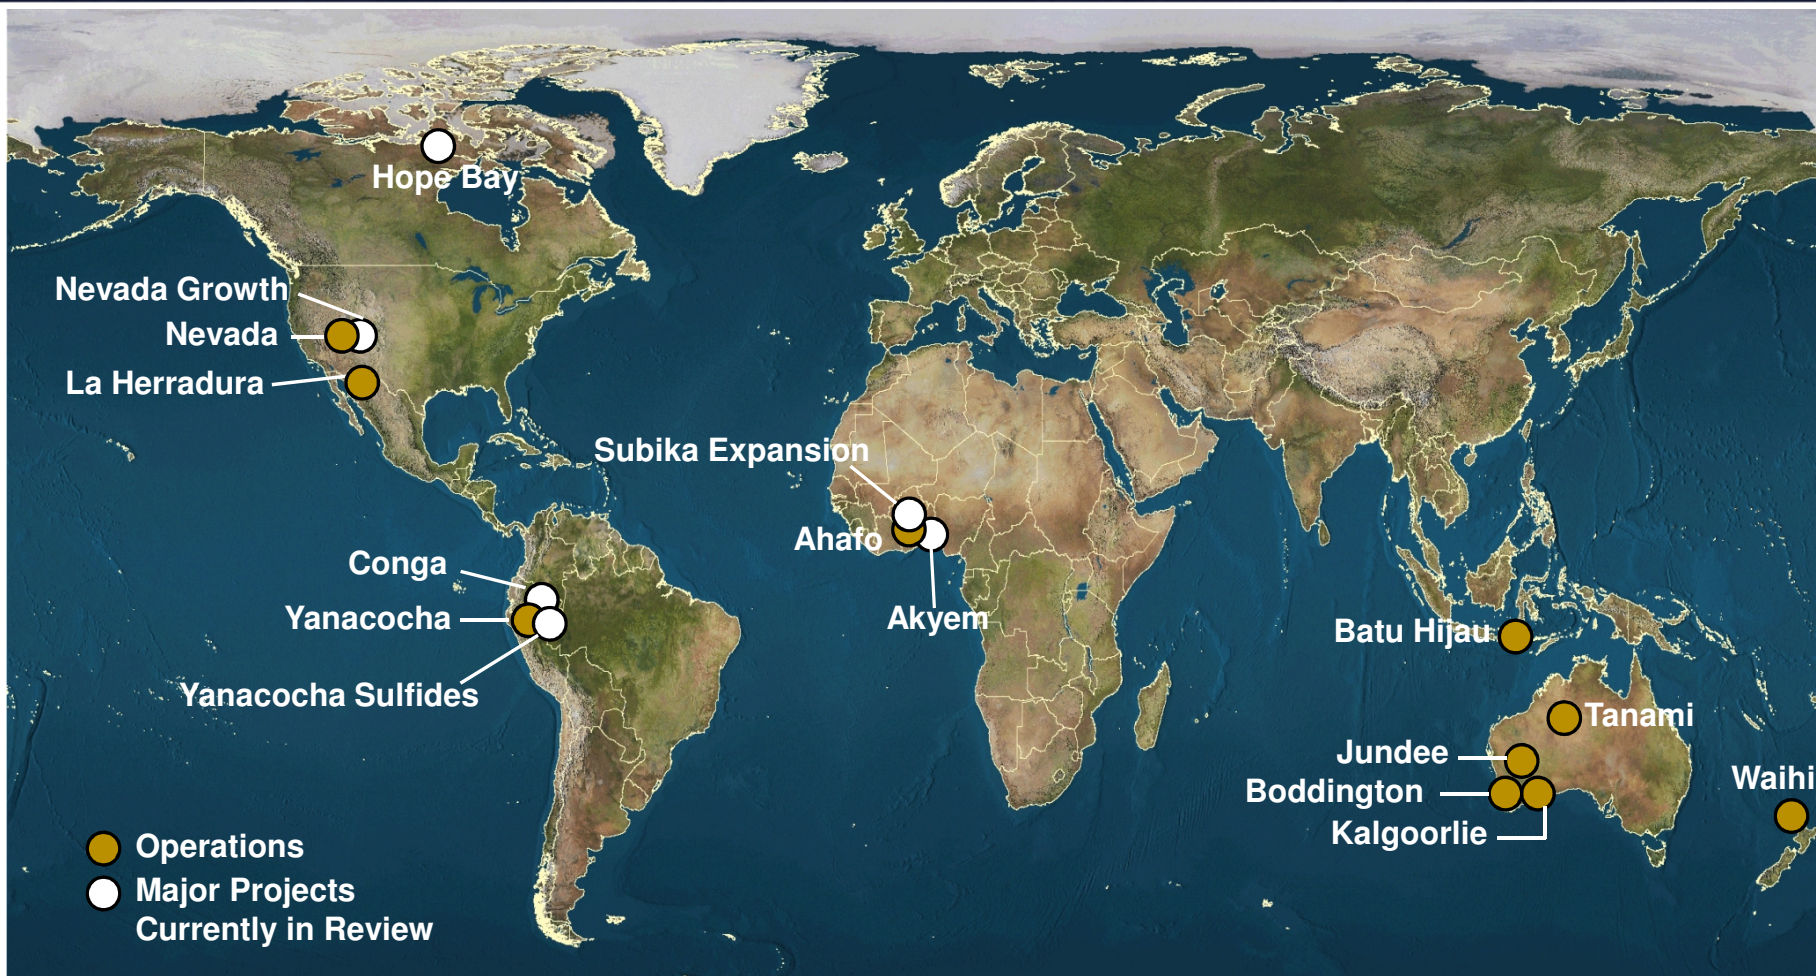 Hope Bay
Nevada Growth
Nevada
La Herradura
Subika Expansion
Ahafo
Akyem
Conga
Yanacocha
Yanacocha Sulfides
Batu Hijau
Tanami
Jundee
Boddington
Kalgoorlie
Waihi
Operations
Major Projects
Currently in Review